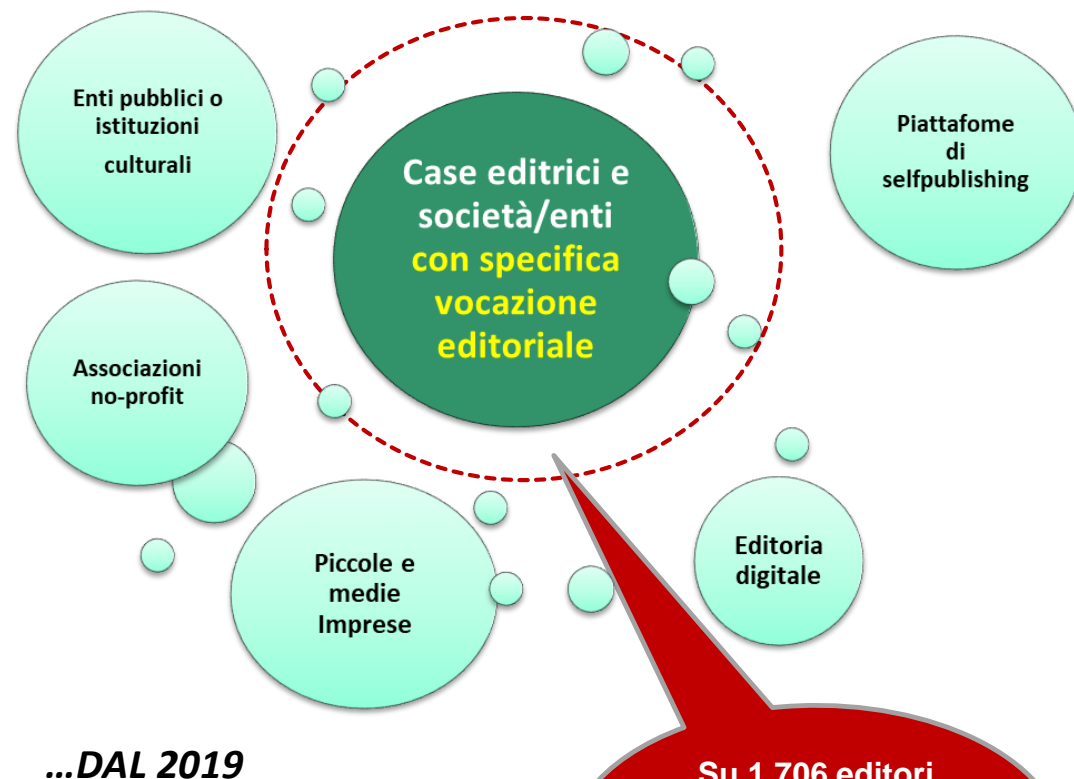 Enti pubblici o
istituzioni
culturali
Case editrici e
società/enti
con specifica
vocazione
editoriale
Piattafome
di
selfpublishing
Associazioni
no-profit
Piccole e
medie
Imprese
Editoria
digitale
...DAL 2019
Su 1.706 editori